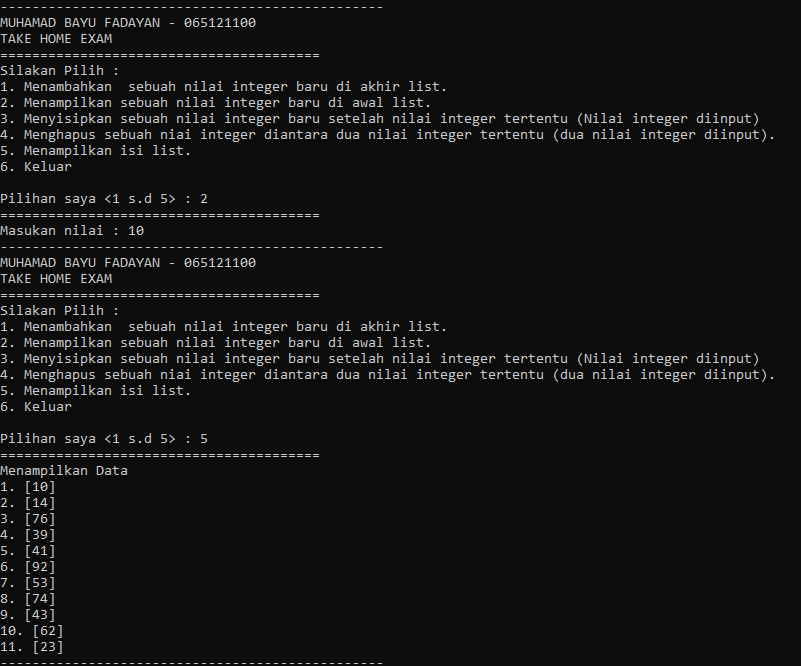 ------------------------------------------------
MUHAMAD BAYU FADAYAN - 065121100
TAKE HOME EXAM
========================================
Silakan Pilih :
1. Menambahkan  sebuah nilai integer baru di akhir list.
2. Menampilkan sebuah nilai integer baru di awal list.
3. Menyisipkan sebuah nilai integer baru setelah nilai integer tertentu (Nilai integer diinput)
4. Menghapus sebuah niai integer diantara dua nilai integer tertentu (dua nilai integer diinput).
5. Menampilkan isi list.
6. Keluar

Pilihan saya <1 s.d 5> : 2
========================================
Masukan nilai : 10
------------------------------------------------
MUHAMAD BAYU FADAYAN - 065121100
TAKE HOME EXAM
========================================
Silakan Pilih :
1. Menambahkan  sebuah nilai integer baru di akhir list.
2. Menampilkan sebuah nilai integer baru di awal list.
3. Menyisipkan sebuah nilai integer baru setelah nilai integer tertentu (Nilai integer diinput)
4. Menghapus sebuah niai integer diantara dua nilai integer tertentu (dua nilai integer diinput).
5. Menampilkan isi list.
6. Keluar

Pilihan saya <1 s.d 5> : 5
========================================
Menampilkan Data
1. [10]
2. [14]
3. [76]
4. [39]
5. [41]
6. [92]
7. [53]
8. [74]
9. [43]
10. [62]
11. [23]
------------------------------------------------